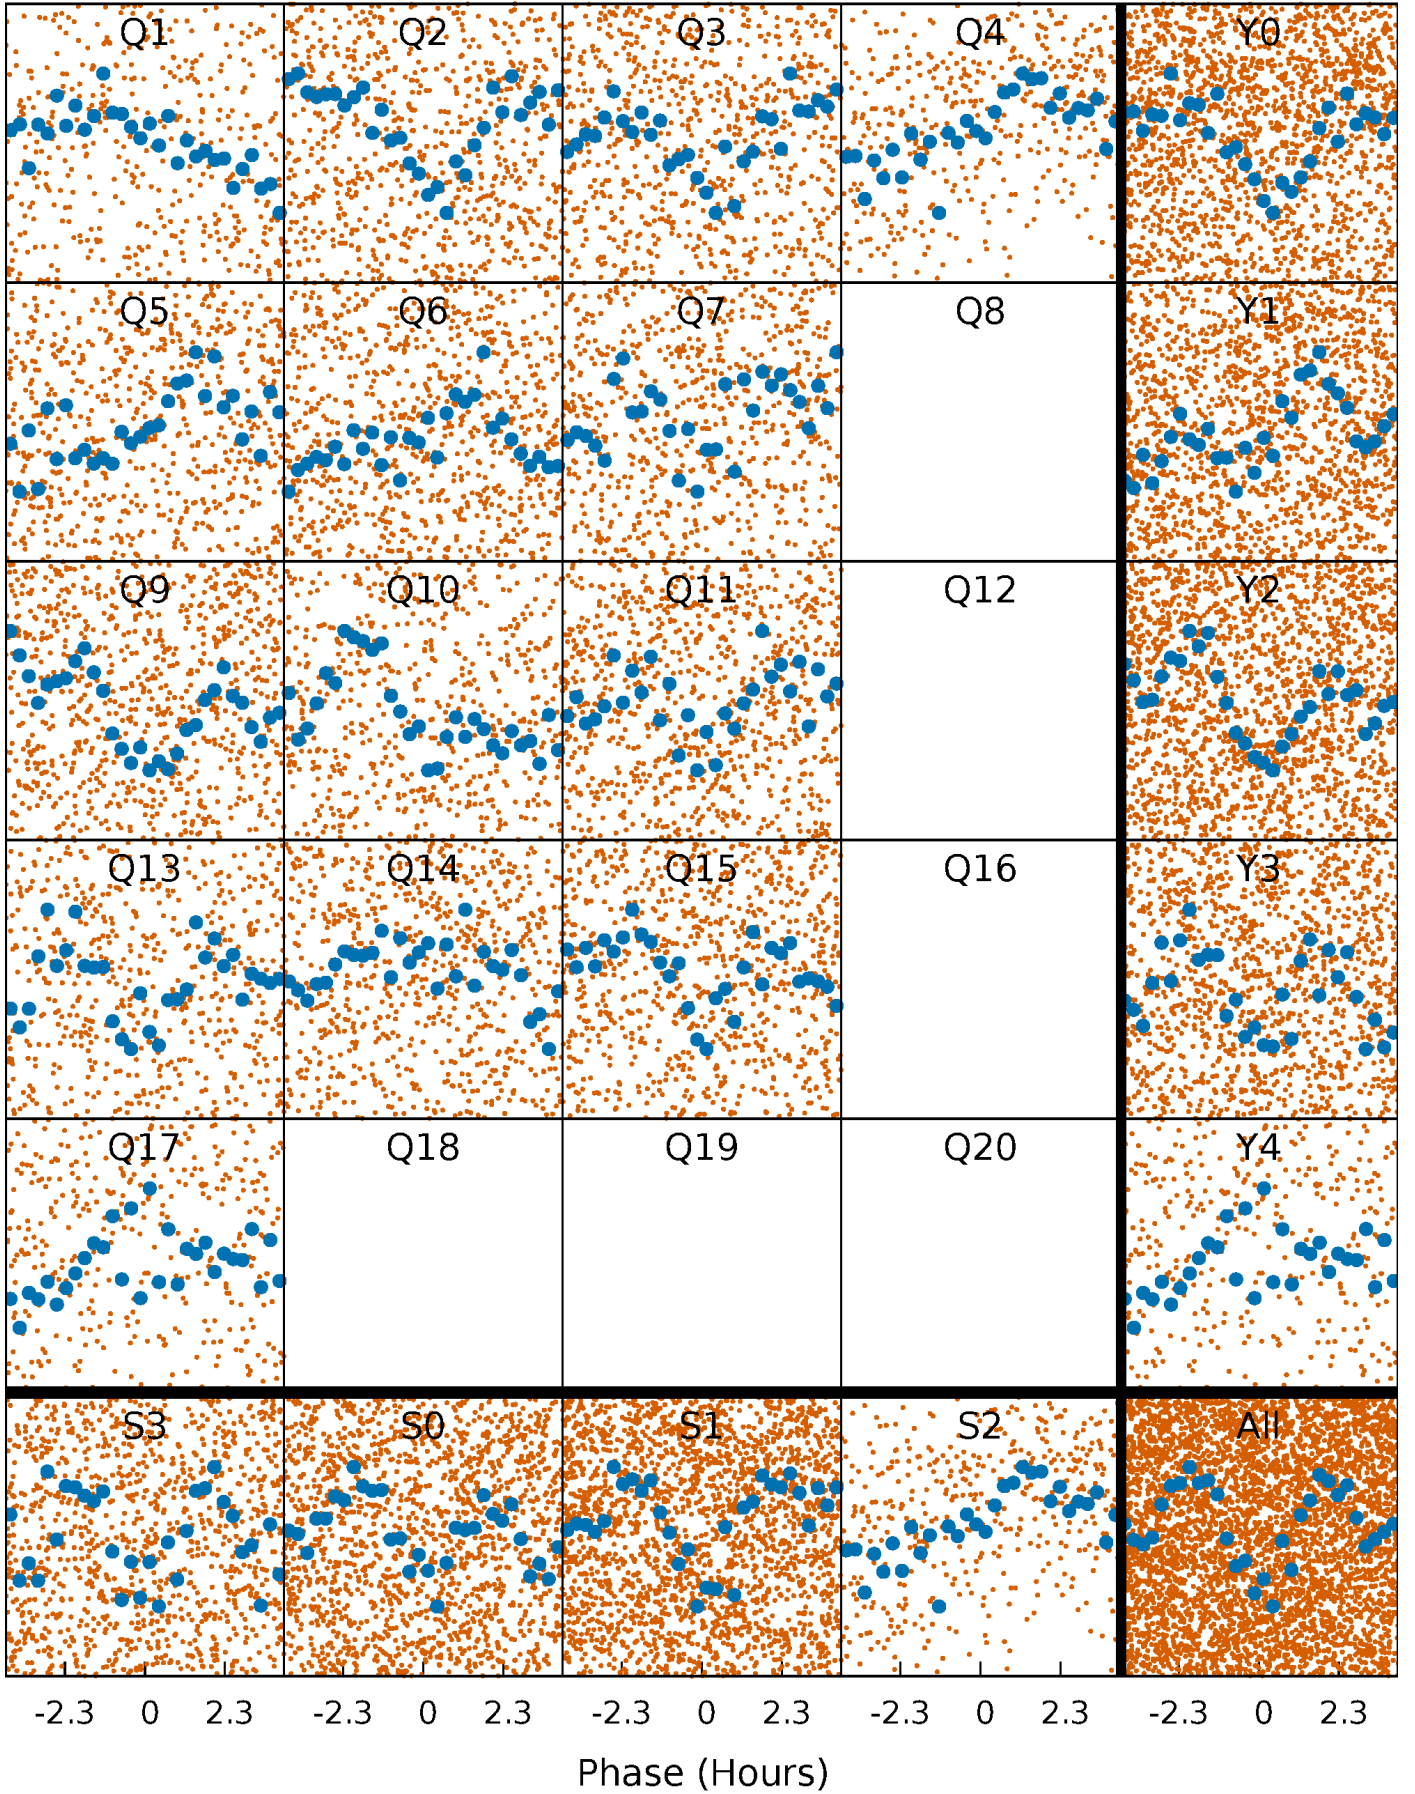 Q1 Q2 Q3 Q4 Y0
Q5 Q6 Q7 Q8 Y1
Q9 Q10 Q11 Q12 Y2
Q13 Q14 Q15 Q16 Y3
Q17 Q18 Q19 Q20 Y4
S3 S0 S1 S2 All
-2.3 0 2.3 -2.3 0 2.3 -2.3 0 2.3 -2.3 0 2.3 -2.3 0 2.3
Phase (Hours)